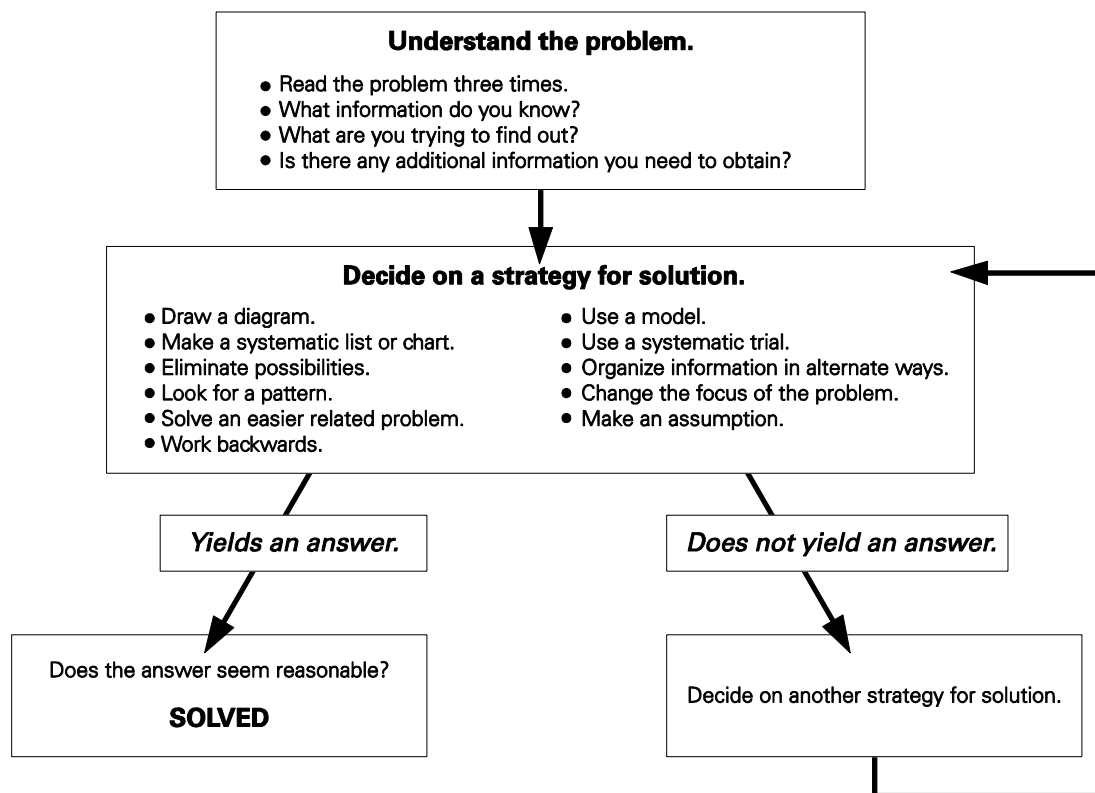 Understand the problem.
● Read the problem three times.
● What information do you know?
● What are you trying to find out?
● Is there any additional information you need to obtain?
Decide on a strategy for solution.
● Draw a diagram.
● Make a systematic list or chart.
● Eliminate possibilities.
● Look for a pattern.
● Solve an easier related problem.
● Work backwards.
● Use a model.
● Use a systematic trial.
● Organize information in alternate ways.
● Change the focus of the problem.
● Make an assumption.
Yields an answer.
Does not yield an answer.
Does the answer seem reasonable?
SOLVED
Decide on another strategy for solution.